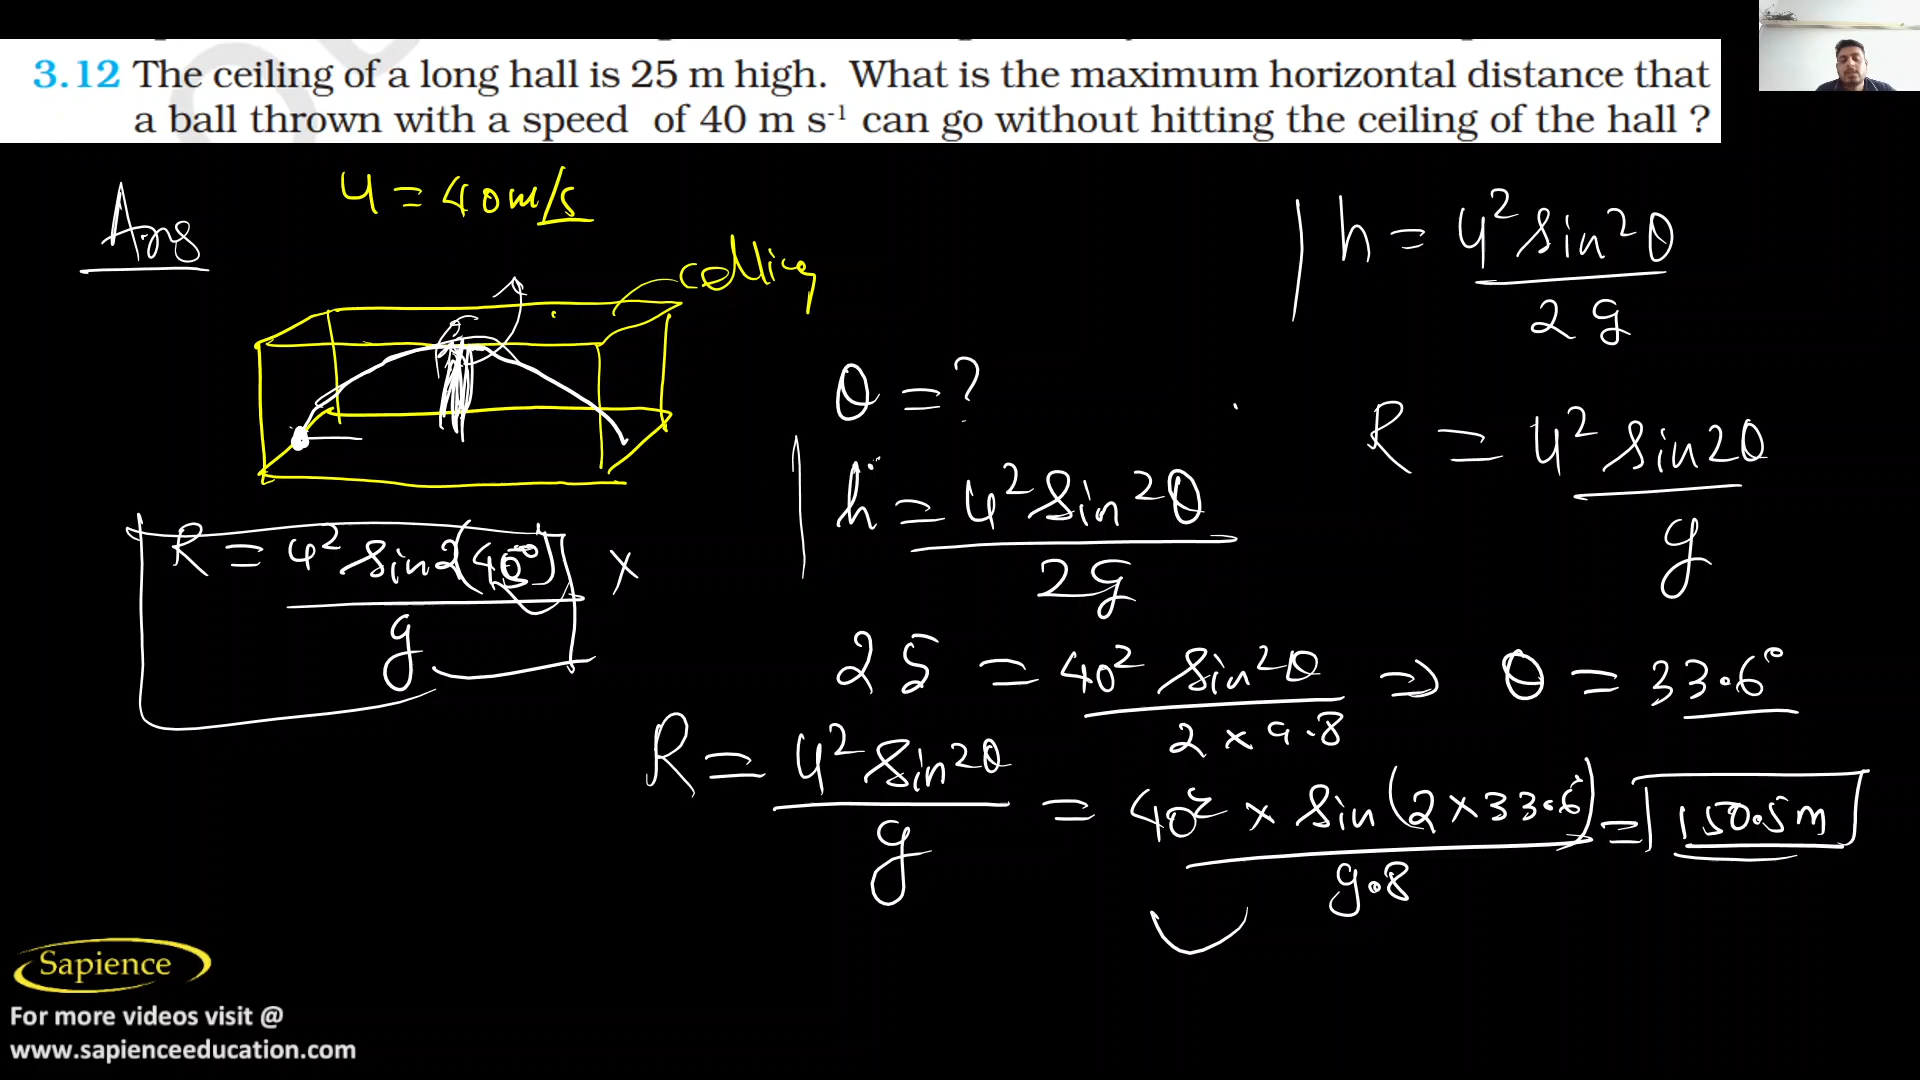 3.12 The ceiling of a long hall is 25 m high. What is the maximum horizontal distance that
a ball thrown with a speed of 40 m s-1 can go without hitting the ceiling of the hall ?
Ans
u = 40m/s
h = u² sin²θ
2g
θ = ?
R = u² sin2θ
g
h = u² sin²θ
2g
R = u² sin2(45°) ×
g
25 = 40² sin²θ ⇒ θ = 33.6°
2 × 9.8
R = u² sin2θ = 40² × sin(2×33.6) = 150.5m
g
9.8
Sapience
For more videos visit @
www.sapienceeducation.com